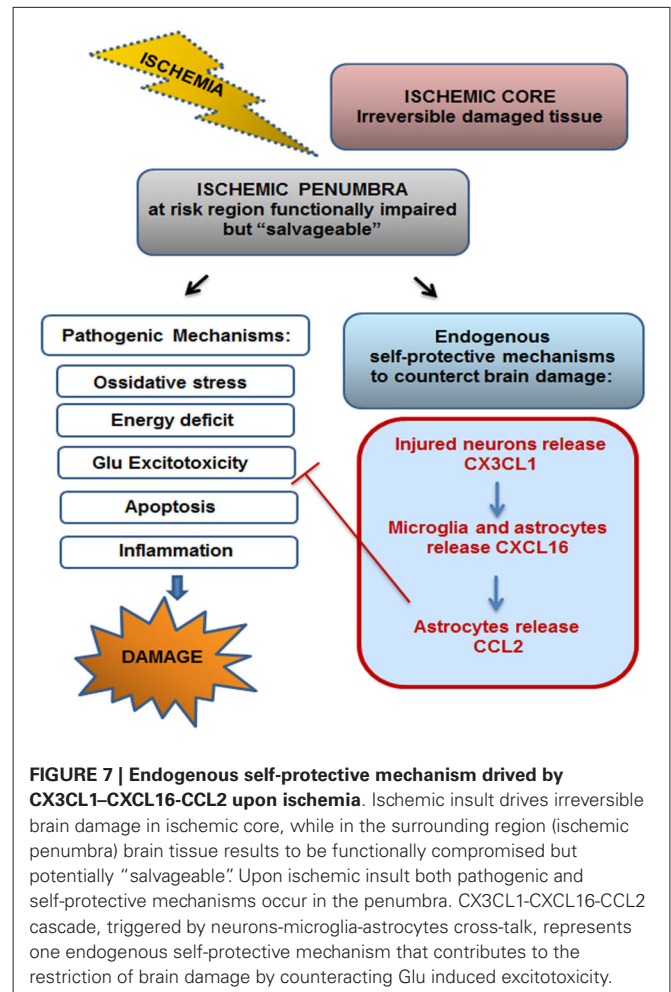 ISCHEMIA
ISCHEMIC CORE
Irreversible damaged tissue
ISCHEMIC PENUMBRA
at risk region functionally impaired
but “salvageable”
Pathogenic Mechanisms:
Ossidative stress
Energy deficit
Glu Excitotoxicity
Apoptosis
Inflammation
DAMAGE
Endogenous
self-protective mechanisms
to counterct brain damage:
Injured neurons release
CX3CL1
Microglia and astrocytes
release CXCL16
Astrocytes release
CCL2
FIGURE 7 | Endogenous self-protective mechanism drived by
CX3CL1–CXCL16-CCL2 upon ischemia. Ischemic insult drives irreversible
brain damage in ischemic core, while in the surrounding region (ischemic
penumbra) brain tissue results to be functionally compromised but
potentially “salvageable”. Upon ischemic insult both pathogenic and
self-protective mechanisms occur in the penumbra. CX3CL1-CXCL16-CCL2
cascade, triggered by neurons-microglia-astrocytes cross-talk, represents
one endogenous self-protective mechanism that contributes to the
restriction of brain damage by counteracting Glu induced excitotoxicity.